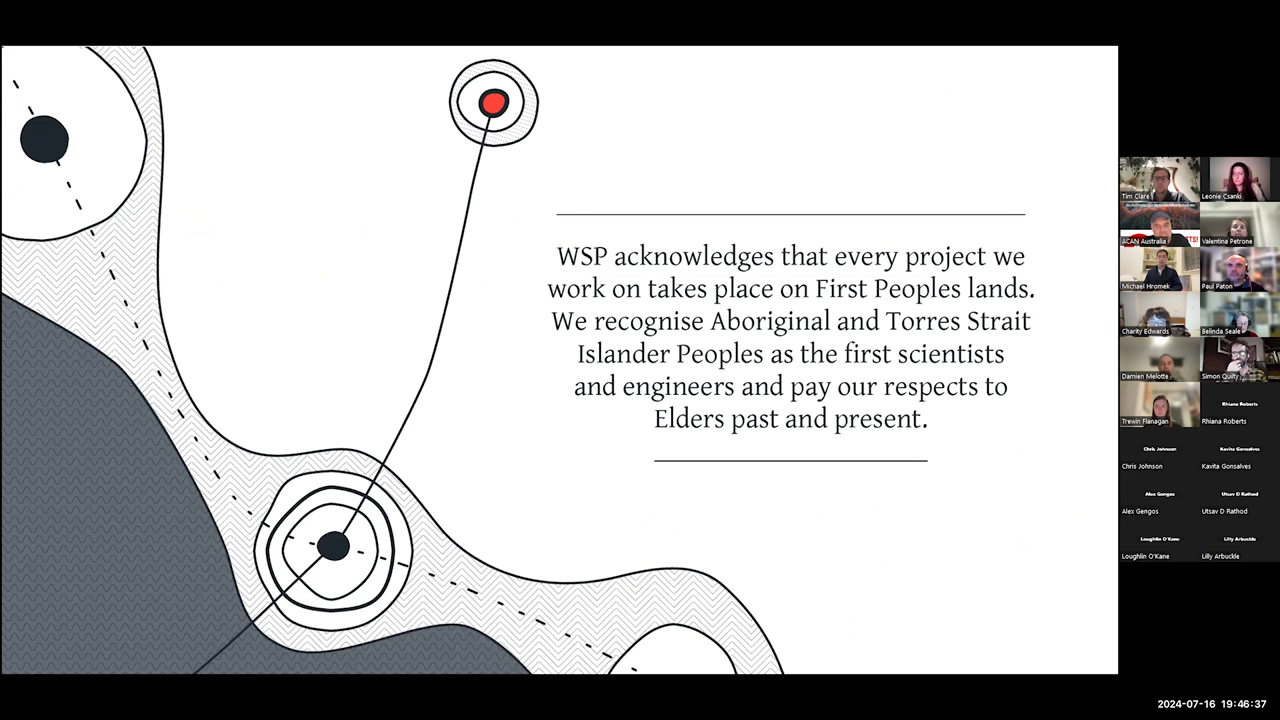 WSP acknowledges that every project we
work on takes place on First Peoples lands.
We recognise Aboriginal and Torres Strait
Islander Peoples as the first scientists
and engineers and pay our respects to
Elders past and present.
Tim Clare
Leonie Csanki
ACAN Australia
Valentina Petrone
Michael Hromek
Paul Paton
Charity Edwards
Belinda Seale
Damien Melotte
Simon Quilty
Trewin Flanagan
Rhiana Roberts
Rhiana Roberts
Chris Johnson
Kavita Gonsalves
Chris Johnson
Kavita Gonsalves
Alex Gengos
Utsav D Rathod
Alex Gengos
Utsav D Rathod
Loughlin O'Kane
Lilly Arbuckle
Loughlin O'Kane
Lilly Arbuckle
2024-07-16 19:46:37